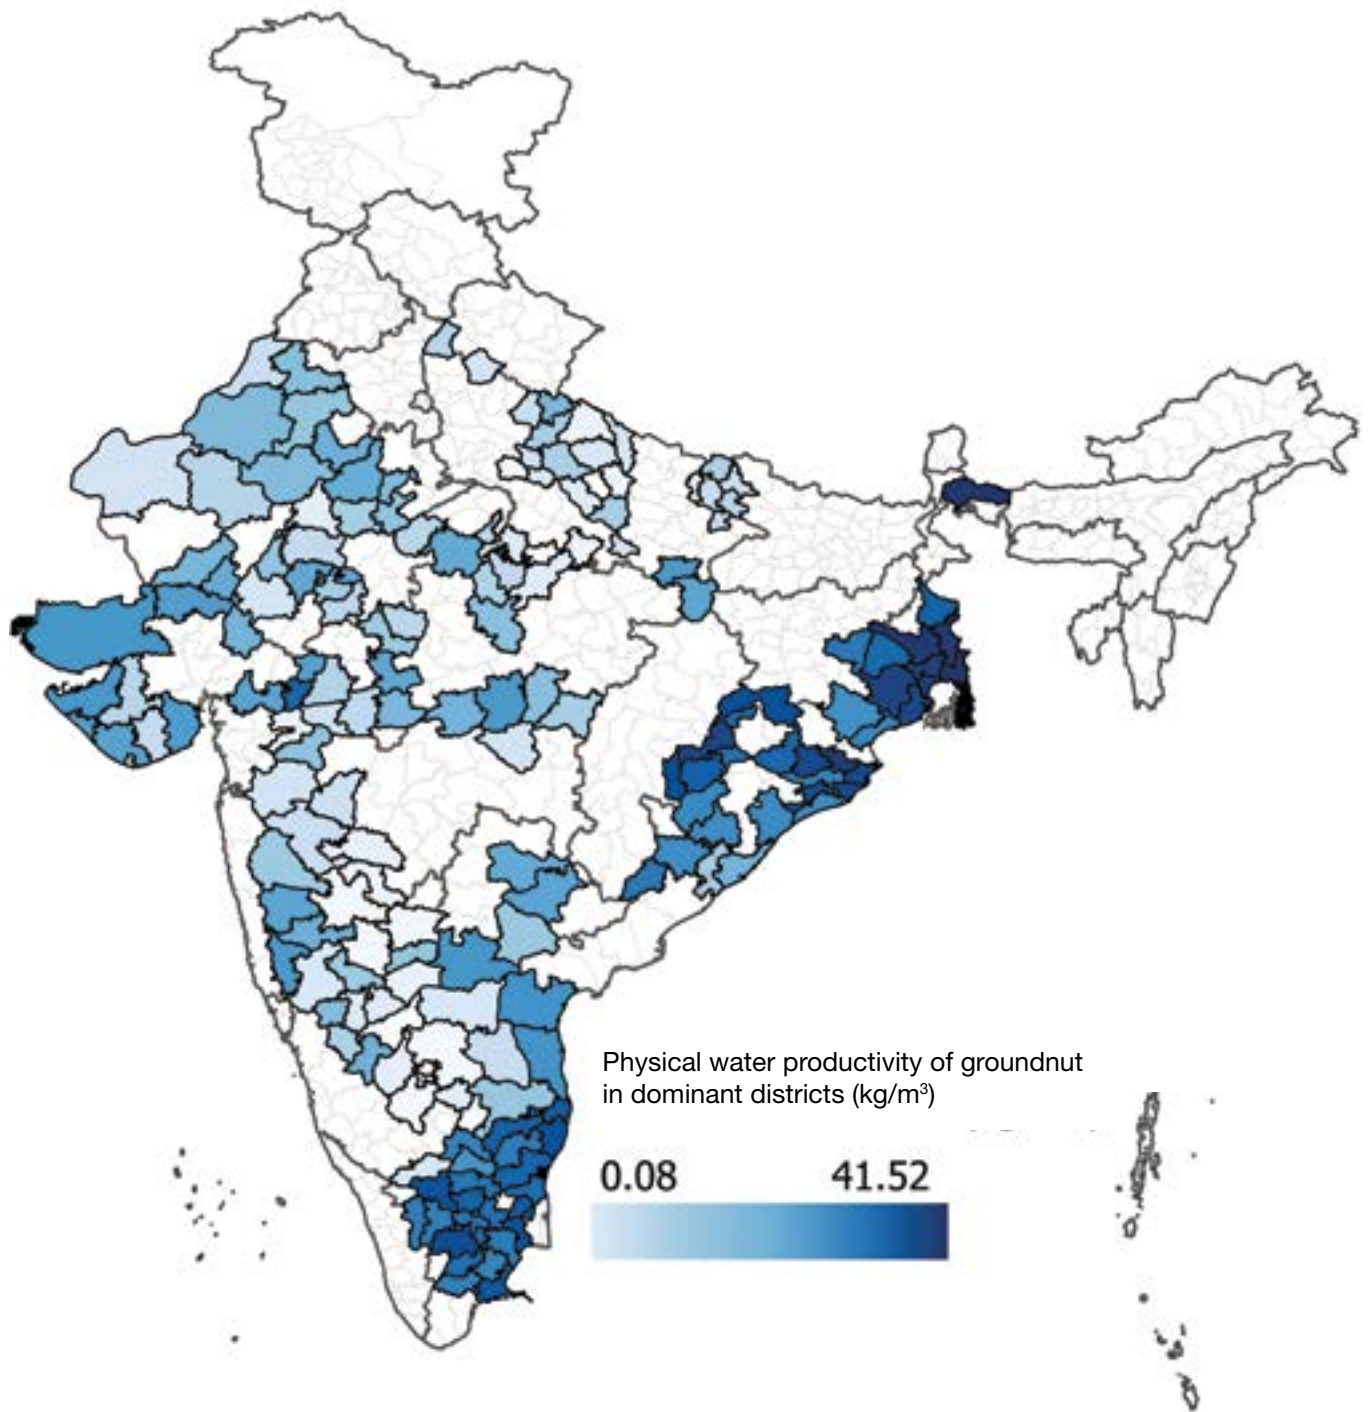 Physical water productivity of groundnut
in dominant districts (kg/m³)
0.08 41.52